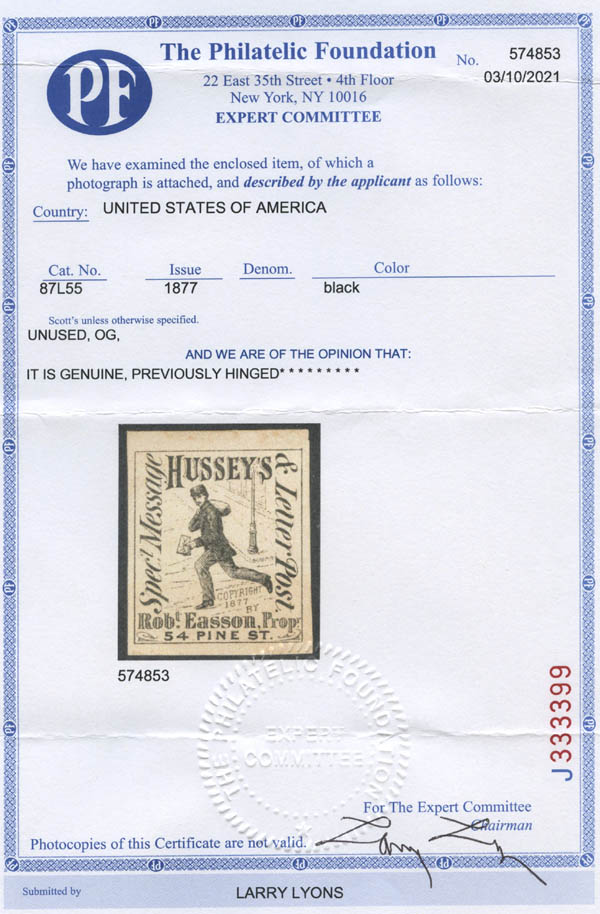 PF
The Philatelic Foundation
No. 574853
22 East 35th Street • 4th Floor
03/10/2021
New York, NY 10016
EXPERT COMMITTEE
We have examined the enclosed item, of which a
photograph is attached, and described by the applicant as follows:
Country: UNITED STATES OF AMERICA
Cat. No. Issue Denom. Color
87L55 1877 black
Scott's unless otherwise specified.
UNUSED, OG,
AND WE ARE OF THE OPINION THAT:
IT IS GENUINE, PREVIOUSLY HINGED* * * * * * * * *
Spec.l Message
HUSSEY'S
& Letter Post.
COPYRIGHT
1877
BY
Rob.t Easson, Prop.r
54 PINE ST.
574853
THE PHILATELIC FOUNDATION
EXPERT
COMMITTEE
J333399
For The Expert Committee
Larry Lyons
Chairman
Photocopies of this Certificate are not valid.
Submitted by LARRY LYONS